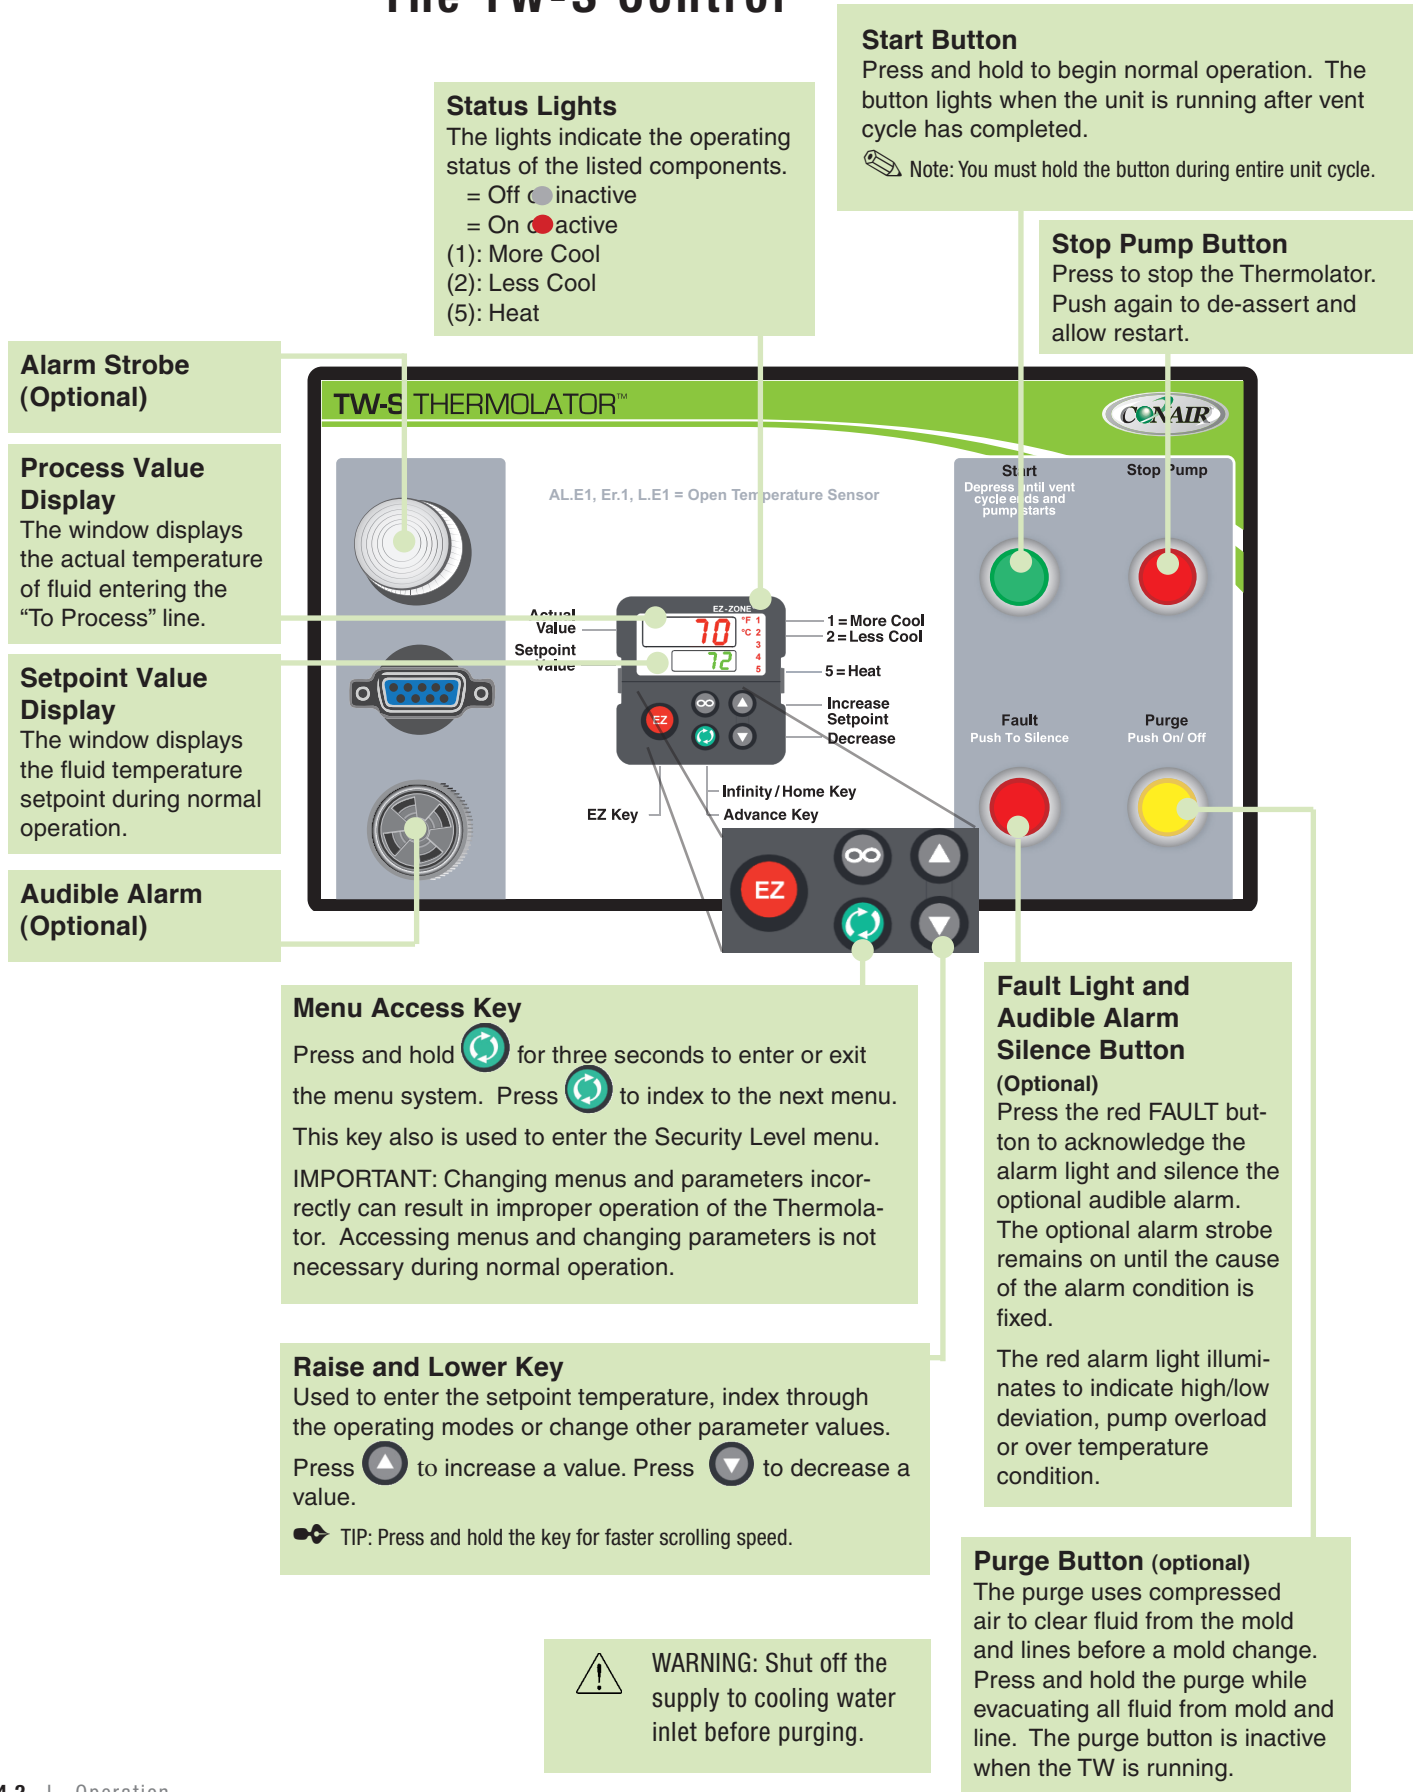 The TW-S Control
Start Button
Press and hold to begin normal operation. The
button lights when the unit is running after vent
cycle has completed.
Note: You must hold the button during entire unit cycle.
Status Lights
The lights indicate the operating
status of the listed components.
= Off or inactive
= On or active
(1): More Cool
(2): Less Cool
(5): Heat
Stop Pump Button
Press to stop the Thermolator.
Push again to de-assert and
allow restart.
Alarm Strobe
(Optional)
Process Value
Display
The window displays
the actual temperature
of fluid entering the
“To Process” line.
Setpoint Value
Display
The window displays
the fluid temperature
setpoint during normal
operation.
Audible Alarm
(Optional)
TW-S THERMOLATOR™
CONAIR
AL.E1, Er.1, L.E1 = Open Temperature Sensor
Start
Depress until vent
cycle ends and
pump starts
Stop Pump
EZ-ZONE
Actual
Value
Setpoint
Value
70
72
°F
°C
1
2
3
4
5
1 = More Cool
2 = Less Cool
5 = Heat
Increase
Setpoint
Decrease
EZ
EZ Key
Infinity / Home Key
Advance Key
Fault
Push To Silence
Purge
Push On/ Off
EZ
Menu Access Key
Press and hold for three seconds to enter or exit
the menu system. Press to index to the next menu.
This key also is used to enter the Security Level menu.
IMPORTANT: Changing menus and parameters incor-
rectly can result in improper operation of the Thermola-
tor. Accessing menus and changing parameters is not
necessary during normal operation.
Raise and Lower Key
Used to enter the setpoint temperature, index through
the operating modes or change other parameter values.
Press to increase a value. Press to decrease a
value.
TIP: Press and hold the key for faster scrolling speed.
Fault Light and
Audible Alarm
Silence Button
(Optional)
Press the red FAULT but-
ton to acknowledge the
alarm light and silence the
optional audible alarm.
The optional alarm strobe
remains on until the cause
of the alarm condition is
fixed.
The red alarm light illumi-
nates to indicate high/low
deviation, pump overload
or over temperature
condition.
Purge Button (optional)
The purge uses compressed
air to clear fluid from the mold
and lines before a mold change.
Press and hold the purge while
evacuating all fluid from mold and
line. The purge button is inactive
when the TW is running.
WARNING: Shut off the
supply to cooling water
inlet before purging.
4-2 | Operation